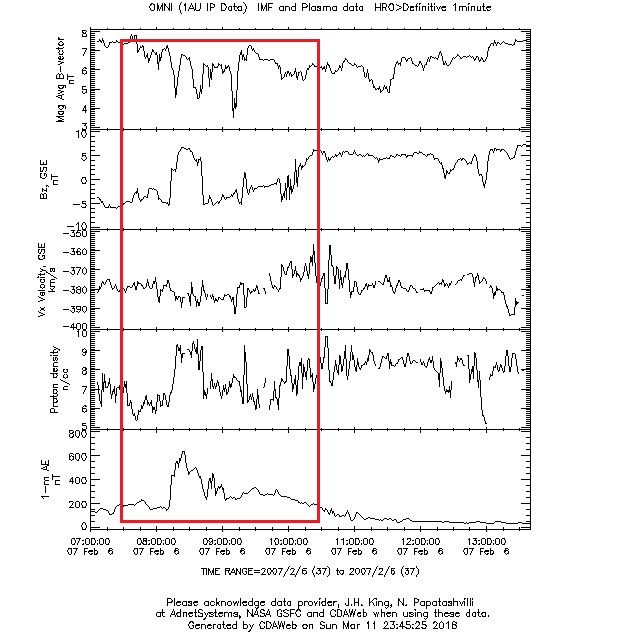 OMNI (1AU IP Data) IMF and Plasma data HRO>Definitive 1minute
Mag Avg B-vector
nT
8
7
6
5
4
3
Bz, GSE
nT
10
5
0
-5
-10
Vx Velocity, GSE
km/s
-350
-360
-370
-380
-390
-400
Proton density
n/cc
10
9
8
7
6
5
1-m AE
nT
800
600
400
200
0
07:00:00 08:00:00 09:00:00 10:00:00 11:00:00 12:00:00 13:00:00
07 Feb 6 07 Feb 6 07 Feb 6 07 Feb 6 07 Feb 6 07 Feb 6 07 Feb 6
TIME RANGE=2007/2/6 (37) to 2007/2/6 (37)
Please acknowledge data provider, J.H. King, N. Papatashvilli
at AdnetSystems, NASA GSFC and CDAWeb when using these data.
Generated by CDAWeb on Sun Mar 11 23:45:25 2018